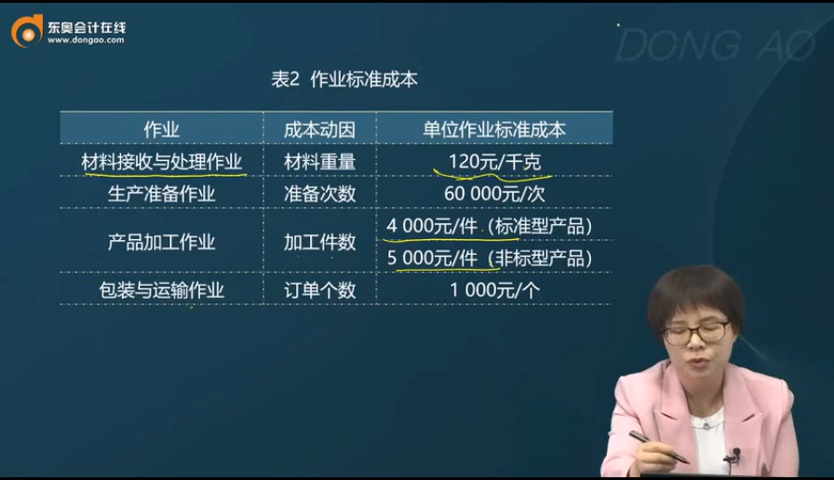 东奥会计在线
www.dongao.com
DONG AO
表2 作业标准成本
作业 成本动因 单位作业标准成本
材料接收与处理作业 材料重量 120元/千克
生产准备作业 准备次数 60 000元/次
产品加工作业 加工件数 4 000元/件（标准型产品）
5 000元/件（非标型产品）
包装与运输作业 订单个数 1 000元/个